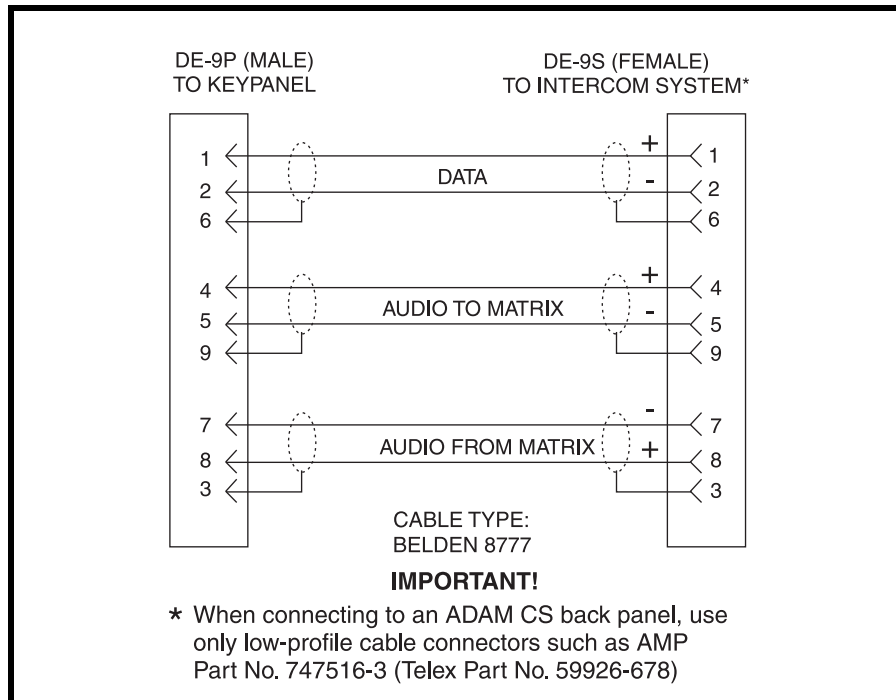 DE-9P (MALE)
TO KEYPANEL
DE-9S (FEMALE)
TO INTERCOM SYSTEM*
1 + 1
DATA
2 - 2
6 6
4 + 4
AUDIO TO MATRIX
5 - 5
9 9
7 - 7
AUDIO FROM MATRIX
8 + 8
3 3
CABLE TYPE:
BELDEN 8777
IMPORTANT!
* When connecting to an ADAM CS back panel, use
only low-profile cable connectors such as AMP
Part No. 747516-3 (Telex Part No. 59926-678)